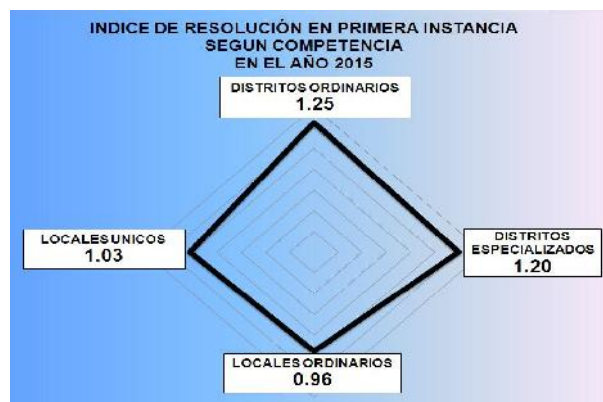 INDICE DE RESOLUCIÓN EN PRIMERA INSTANCIA
SEGUN COMPETENCIA
EN EL AÑO 2015
DISTRITOS ORDINARIOS
1.25
LOCALES UNICOS
1.03
DISTRITOS
ESPECIALIZADOS
1.20
LOCALES ORDINARIOS
0.96